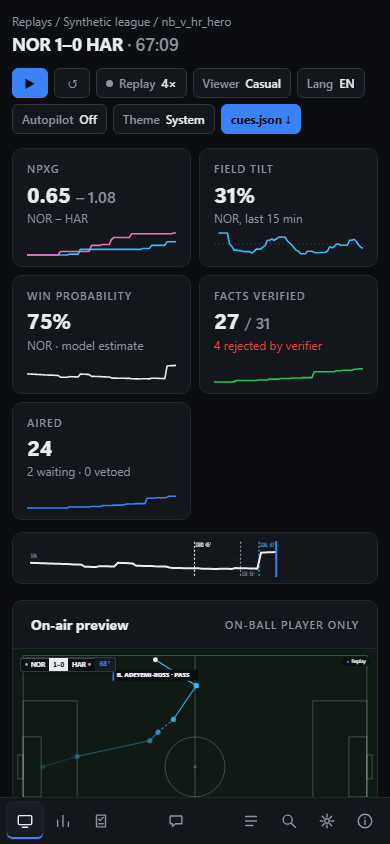 Replays / Synthetic league / nb_v_hr_hero
NOR 1–0 HAR · 67:09
▶ ↺ Replay 4× Viewer Casual Lang EN
Autopilot Off Theme System cues.json ↓
NPXG
0.65 – 1.08
NOR – HAR
FIELD TILT
31%
NOR, last 15 min
WIN PROBABILITY
75%
NOR · model estimate
FACTS VERIFIED
27 / 31
4 rejected by verifier
AIRED
24
2 waiting · 0 vetoed
50%
On-air preview
ON-BALL PLAYER ONLY
NOR 1–0 HAR 68'
Replay
B. ADEYEMI-ROSS · PASS